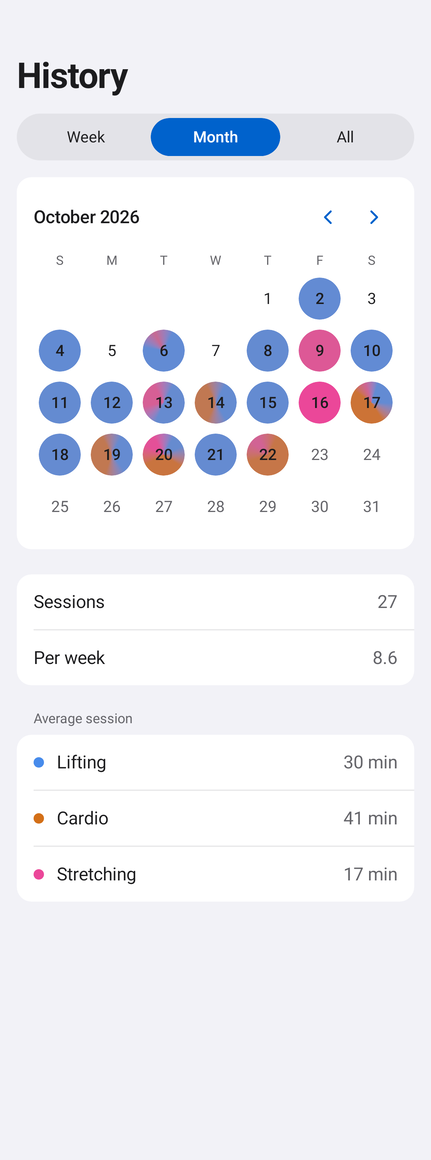 History
Week Month All
October 2026
S M T W T F S
1 2 3
4 5 6 7 8 9 10
11 12 13 14 15 16 17
18 19 20 21 22 23 24
25 26 27 28 29 30 31
Sessions 27
Per week 8.6
Average session
Lifting 30 min
Cardio 41 min
Stretching 17 min